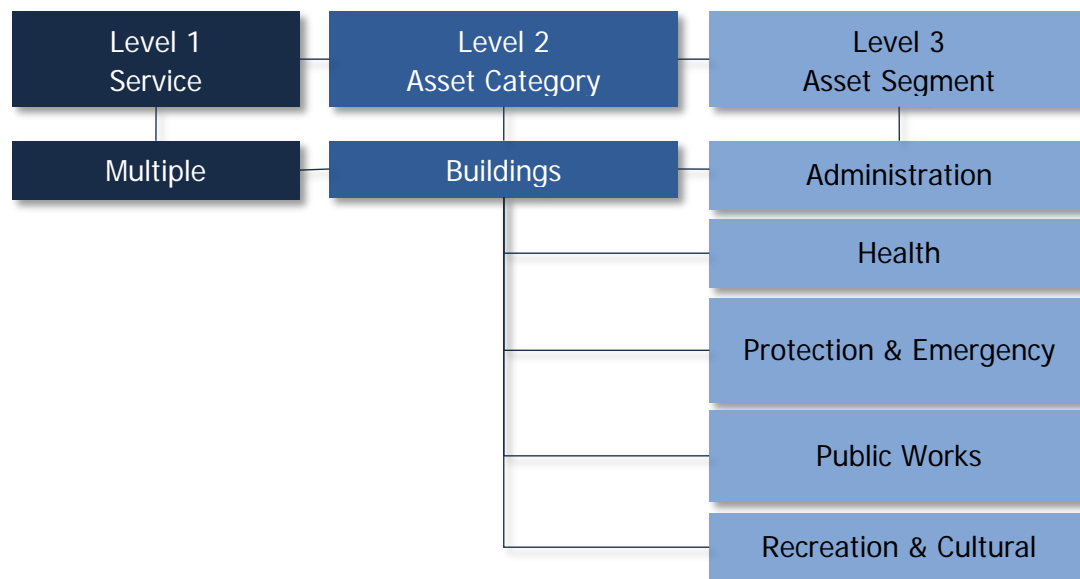 Level 1
Service
Level 2
Asset Category
Level 3
Asset Segment
Multiple
Buildings
Administration
Health
Protection & Emergency
Public Works
Recreation & Cultural